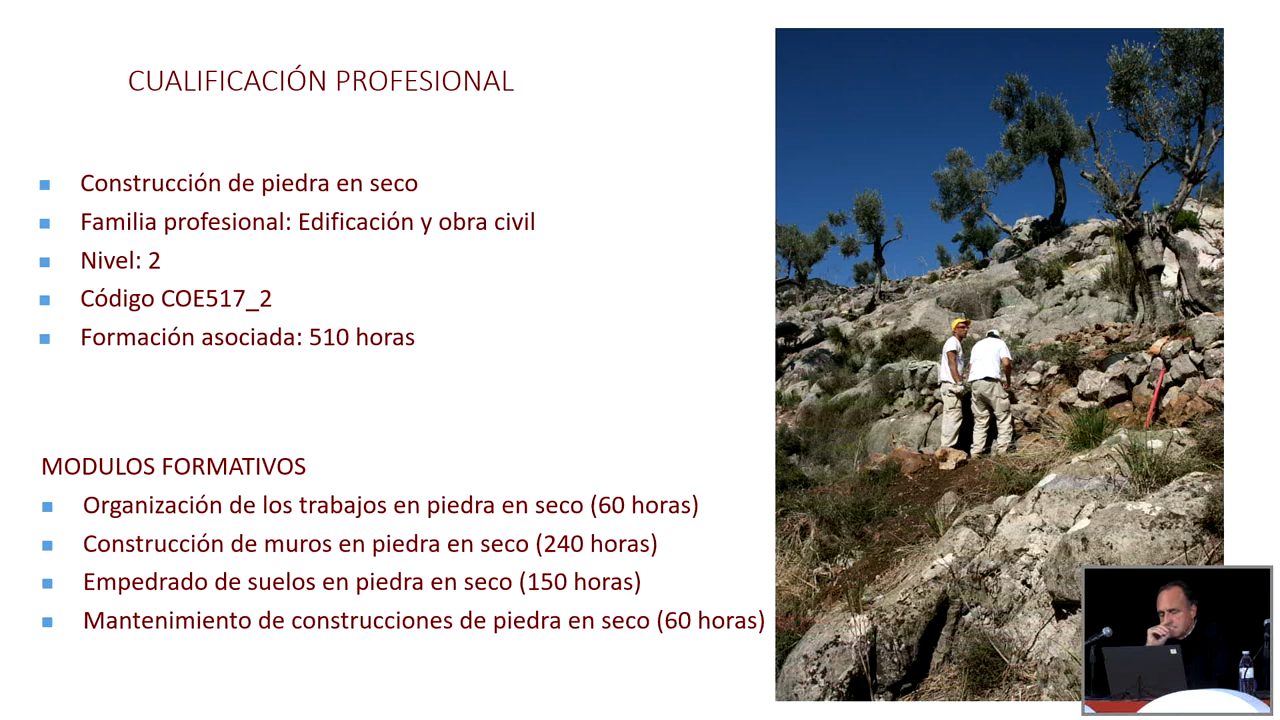 CUALIFICACIÓN PROFESIONAL
Construcción de piedra en seco
Familia profesional: Edificación y obra civil
Nivel: 2
Código COE517_2
Formación asociada: 510 horas
MODULOS FORMATIVOS
Organización de los trabajos en piedra en seco (60 horas)
Construcción de muros en piedra en seco (240 horas)
Empedrado de suelos en piedra en seco (150 horas)
Mantenimiento de construcciones de piedra en seco (60 horas)